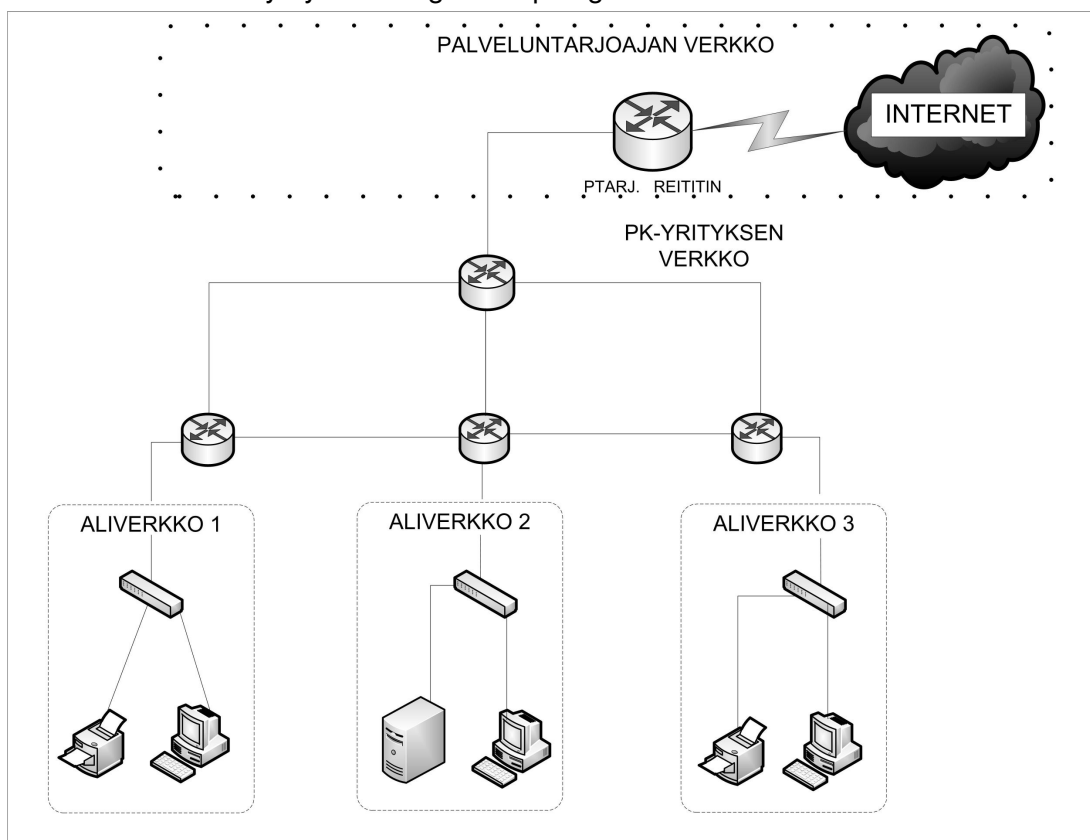 PALVELUNTARJOAJAN VERKKO
INTERNET
PTARJ. REITITIN
PK-YRITYKSEN
VERKKO
ALIVERKKO 1
ALIVERKKO 2
ALIVERKKO 3